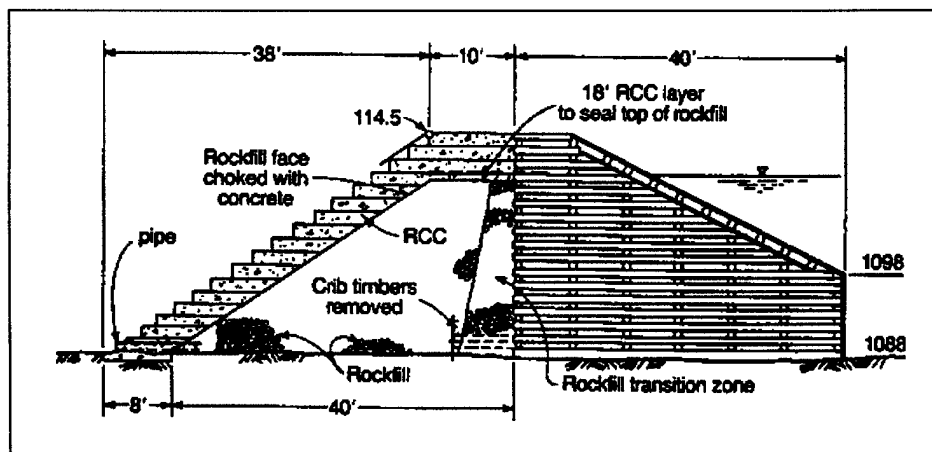 38'
10'
40'
18' RCC layer
to seal top of rockfill
114.5
Rockfill face
choked with
concrete
RCC
pipe
Crib timbers
removed
1098
1088
Rockfill
Rockfill transition zone
8'
40'